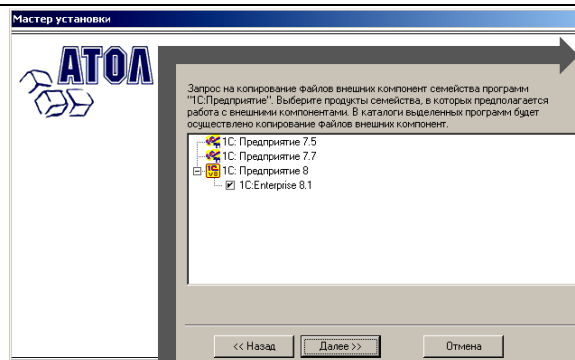 Мастер установки
АТОЛ
Запрос на копирование файлов внешних компонент семейства программ
"1С:Предприятие". Выберите продукты семейства, в которых предполагается
работа с внешними компонентами. В каталоги выделенных программ будет
осуществлено копирование файлов внешних компонент.
1С: Предприятие 7.5
1С: Предприятие 7.7
1С: Предприятие 8
1C:Enterprise 8.1
<< Назад
Далее >>
Отмена